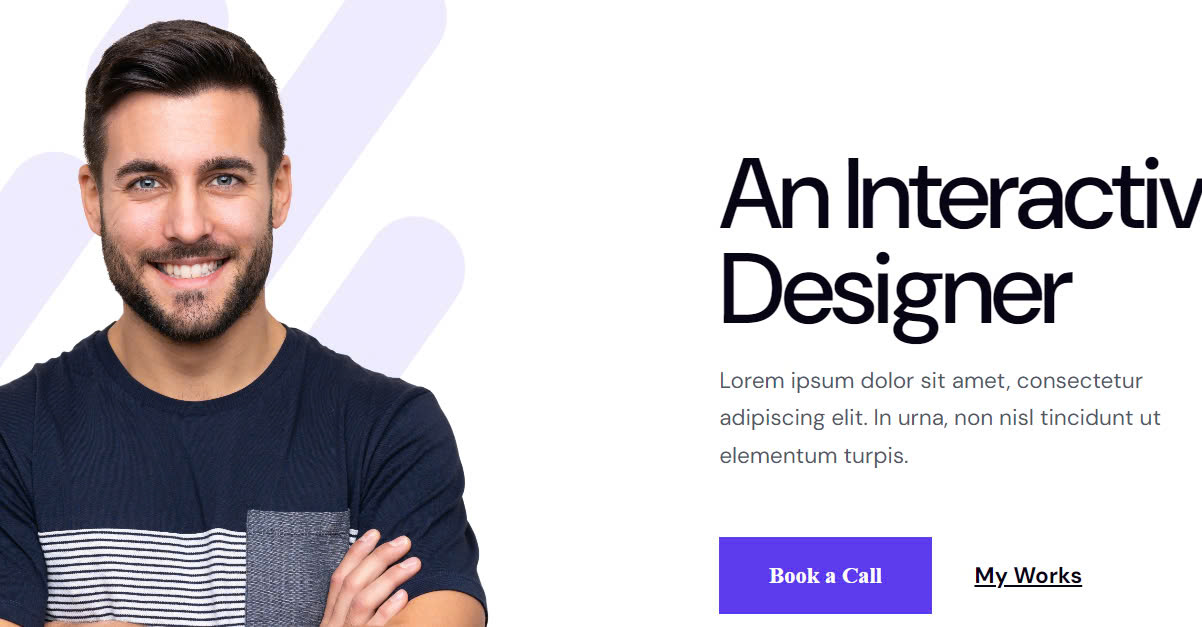 An Interactiv
Designer
Lorem ipsum dolor sit amet, consectetur
adipiscing elit. In urna, non nisl tincidunt ut
elementum turpis.
Book a Call
My Works